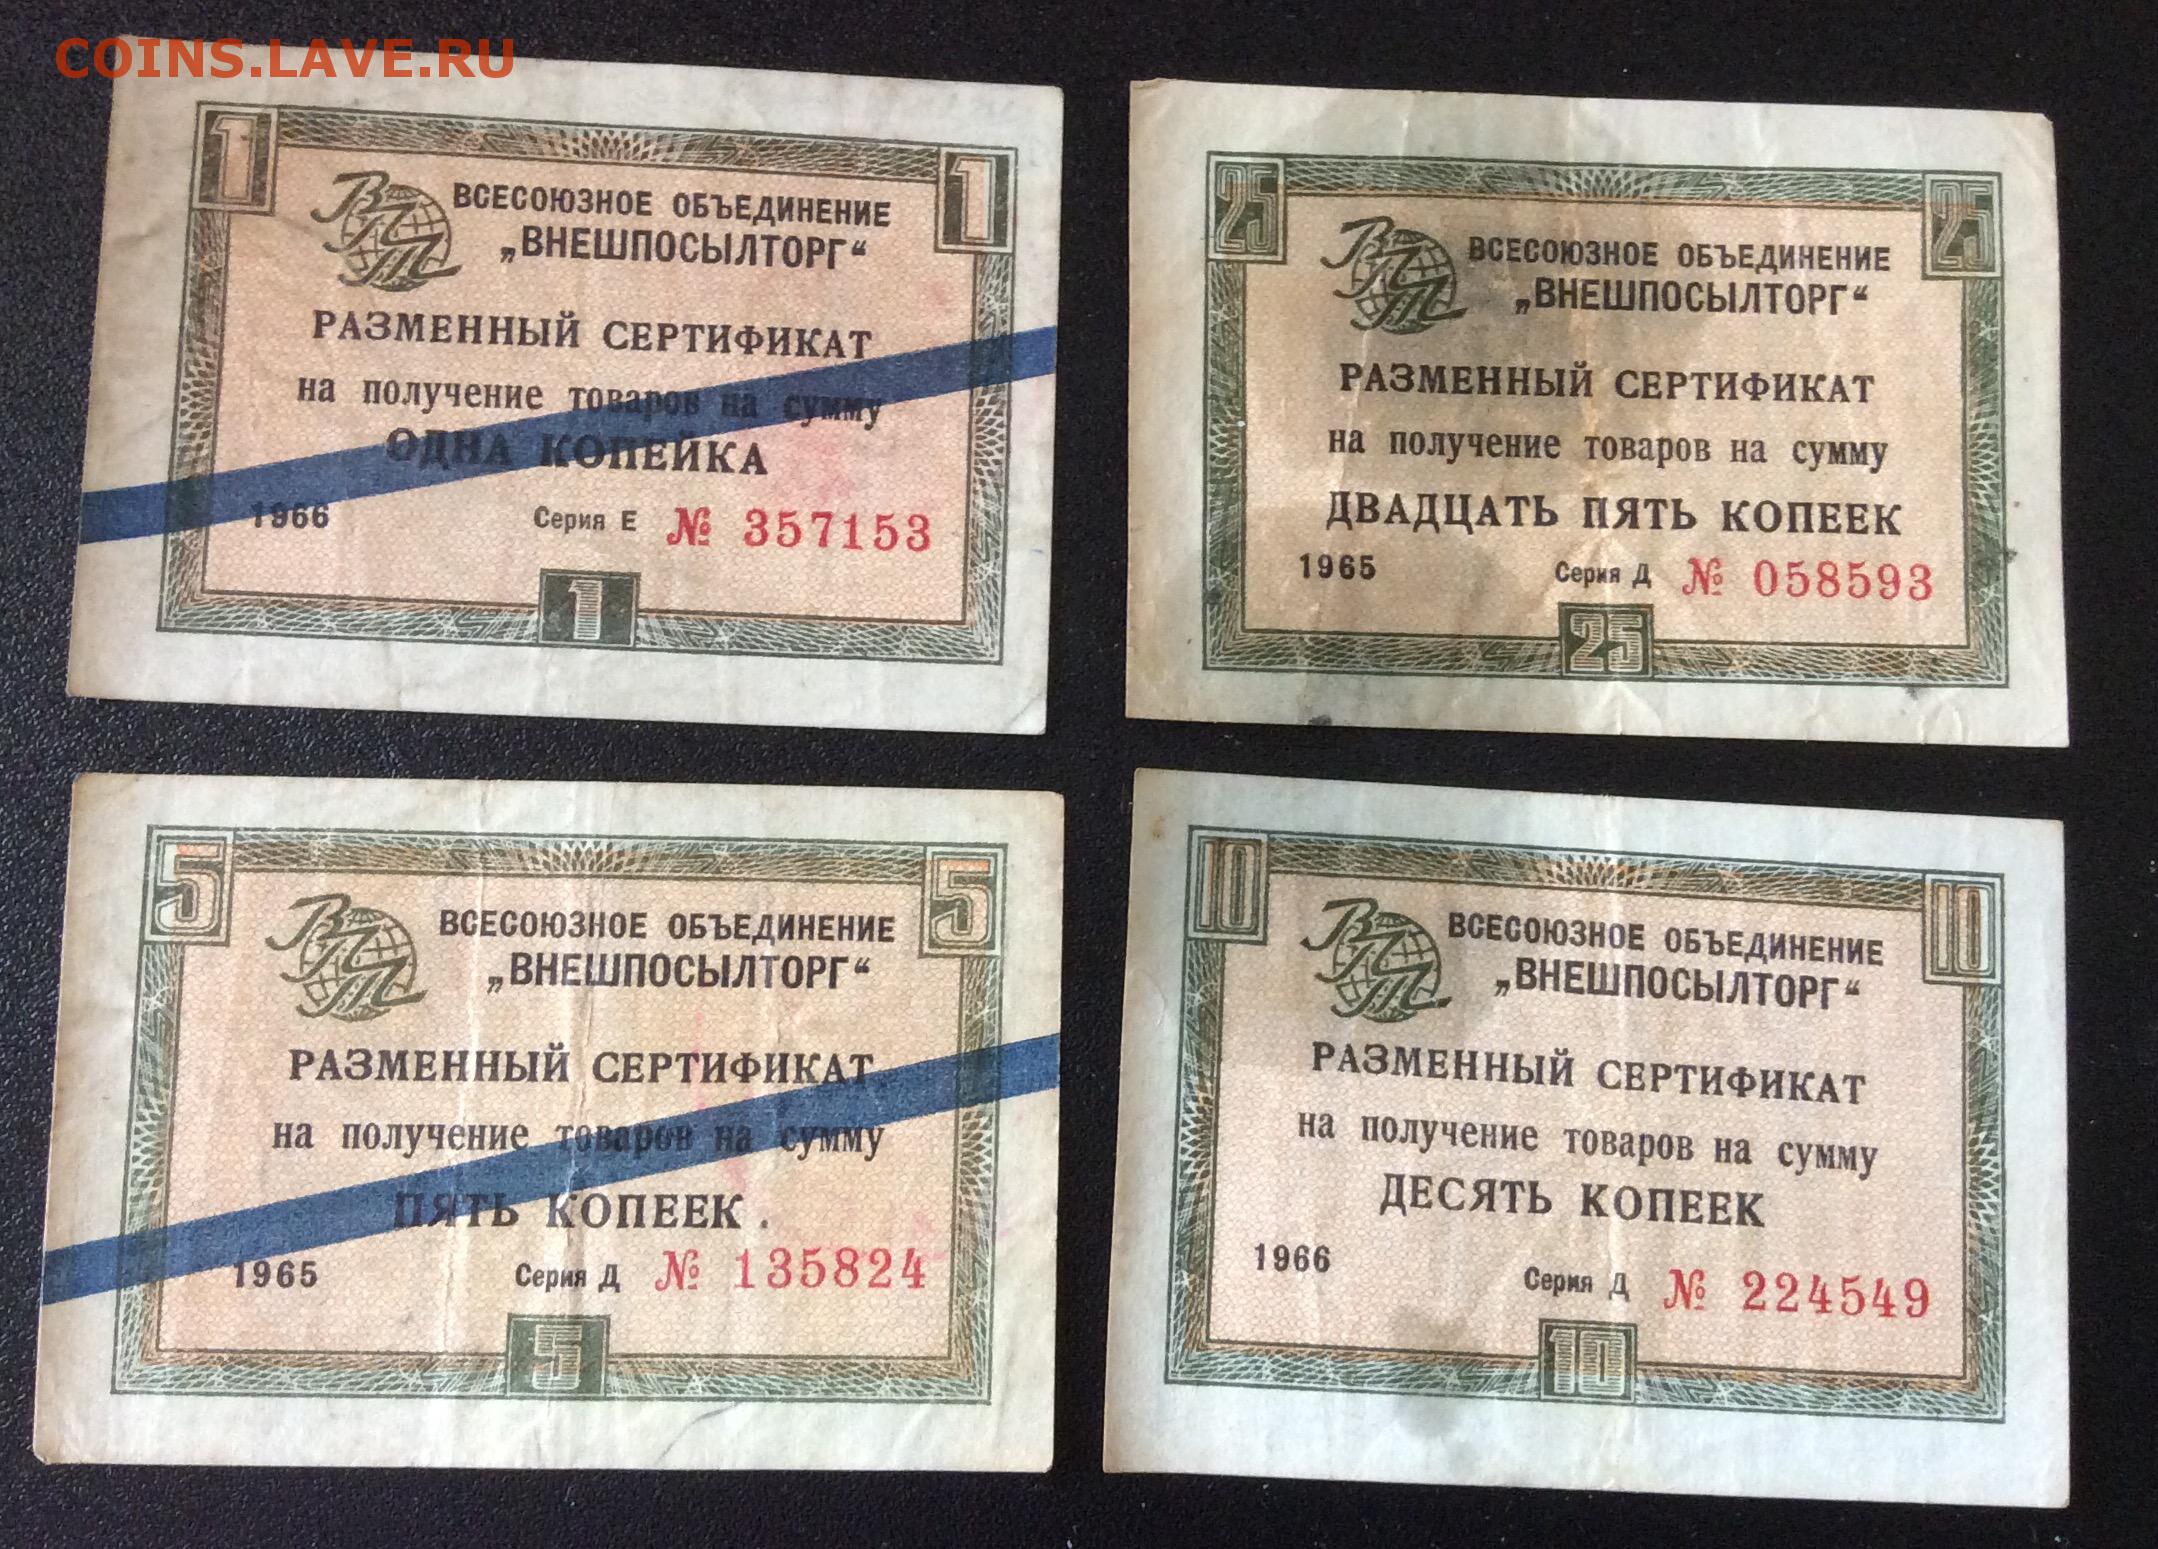 COINS.LAVE.RU
1 1
ВПТ
ВСЕСОЮЗНОЕ ОБЪЕДИНЕНИЕ
„ВНЕШПОСЫЛТОРГ“
РАЗМЕННЫЙ СЕРТИФИКАТ
на получение товаров на сумму
ОДНА КОПЕЙКА
1966 Серия Е № 357153
1
25 25
ВПТ
ВСЕСОЮЗНОЕ ОБЪЕДИНЕНИЕ
„ВНЕШПОСЫЛТОРГ“
РАЗМЕННЫЙ СЕРТИФИКАТ
на получение товаров на сумму
ДВАДЦАТЬ ПЯТЬ КОПЕЕК
1965 Серия Д № 058593
25
5 5
ВПТ
ВСЕСОЮЗНОЕ ОБЪЕДИНЕНИЕ
„ВНЕШПОСЫЛТОРГ“
РАЗМЕННЫЙ СЕРТИФИКАТ
на получение товаров на сумму
ПЯТЬ КОПЕЕК.
1965 Серия Д № 135824
5
10 10
ВПТ
ВСЕСОЮЗНОЕ ОБЪЕДИНЕНИЕ
„ВНЕШПОСЫЛТОРГ“
РАЗМЕННЫЙ СЕРТИФИКАТ
на получение товаров на сумму
ДЕСЯТЬ КОПЕЕК
1966 Серия Д № 224549
10